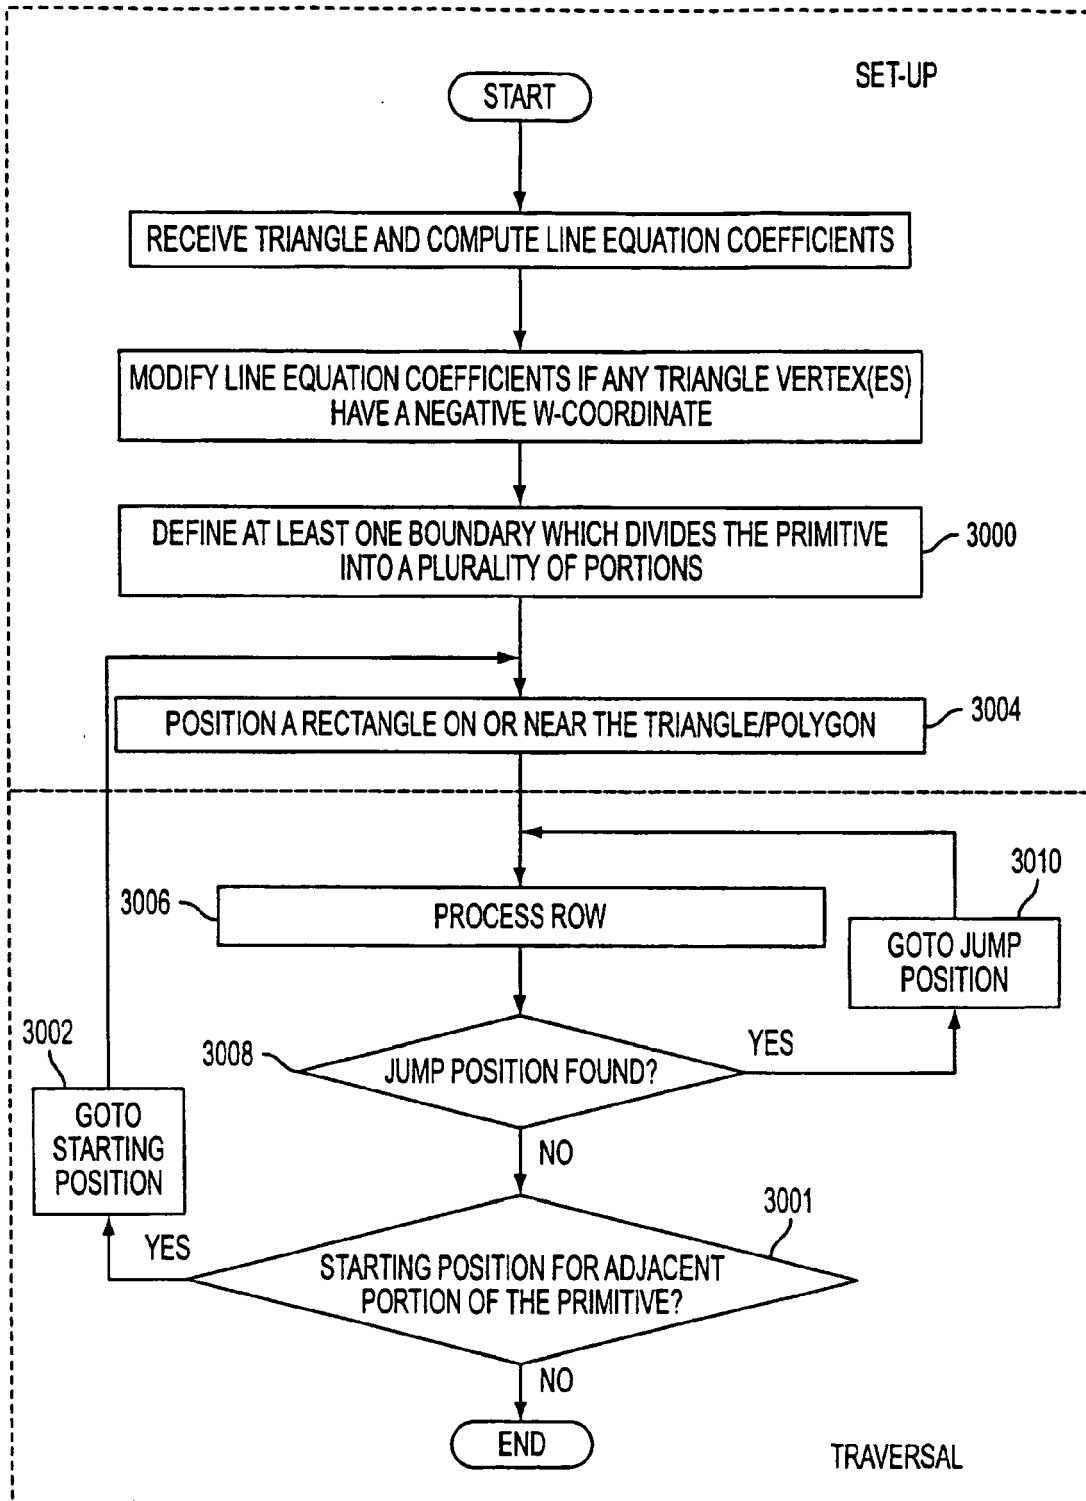 SET-UP
START
RECEIVE TRIANGLE AND COMPUTE LINE EQUATION COEFFICIENTS
MODIFY LINE EQUATION COEFFICIENTS IF ANY TRIANGLE VERTEX(ES)
HAVE A NEGATIVE W-COORDINATE
DEFINE AT LEAST ONE BOUNDARY WHICH DIVIDES THE PRIMITIVE
INTO A PLURALITY OF PORTIONS
3000
POSITION A RECTANGLE ON OR NEAR THE TRIANGLE/POLYGON
3004
3006
PROCESS ROW
3010
GOTO JUMP
POSITION
3008
JUMP POSITION FOUND?
YES
NO
3002
GOTO
STARTING
POSITION
YES
3001
STARTING POSITION FOR ADJACENT
PORTION OF THE PRIMITIVE?
NO
END
TRAVERSAL